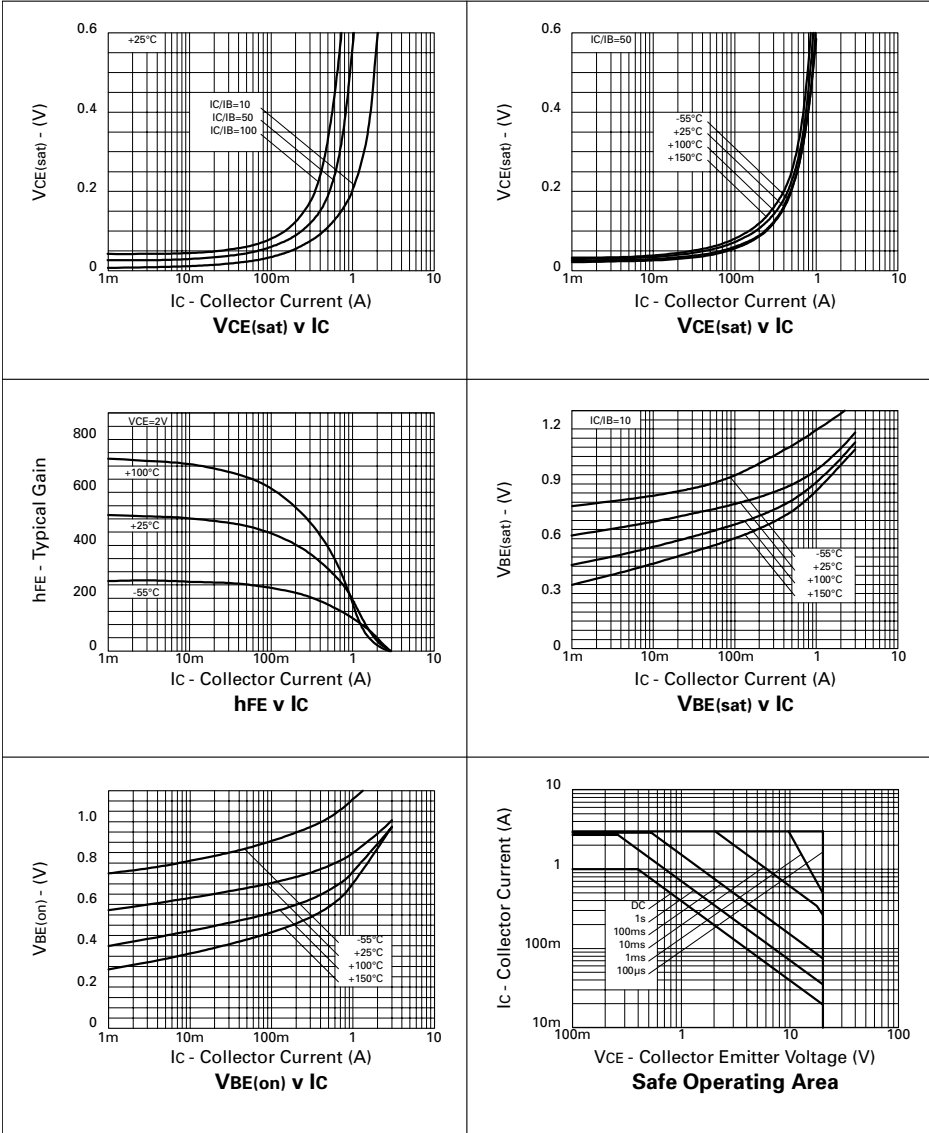 0.6
+25°C
IC/IB=10
IC/IB=50
IC/IB=100
0.4
0.2
0
VCE(sat) - (V)
1m 10m 100m 1 10
IC - Collector Current (A)
VCE(sat) v IC
0.6
IC/IB=50
-55°C
+25°C
+100°C
+150°C
0.4
0.2
0
VCE(sat) - (V)
1m 10m 100m 1 10
IC - Collector Current (A)
VCE(sat) v IC
VCE=2V
800
+100°C
600
+25°C
400
-55°C
200
0
hFE - Typical Gain
1m 10m 100m 1 10
IC - Collector Current (A)
hFE v IC
1.2
IC/IB=10
0.9
0.6
-55°C
+25°C
+100°C
+150°C
0.3
0
VBE(sat) - (V)
1m 10m 100m 1 10
IC - Collector Current (A)
VBE(sat) v IC
1.0
0.8
0.6
0.4
-55°C
+25°C
+100°C
+150°C
0.2
0
VBE(on) - (V)
1m 10m 100m 1 10
IC - Collector Current (A)
VBE(on) v IC
10
1
DC
1s
100ms
10ms
1ms
100µs
100m
10m
IC - Collector Current (A)
100m 1 10 100
VCE - Collector Emitter Voltage (V)
Safe Operating Area